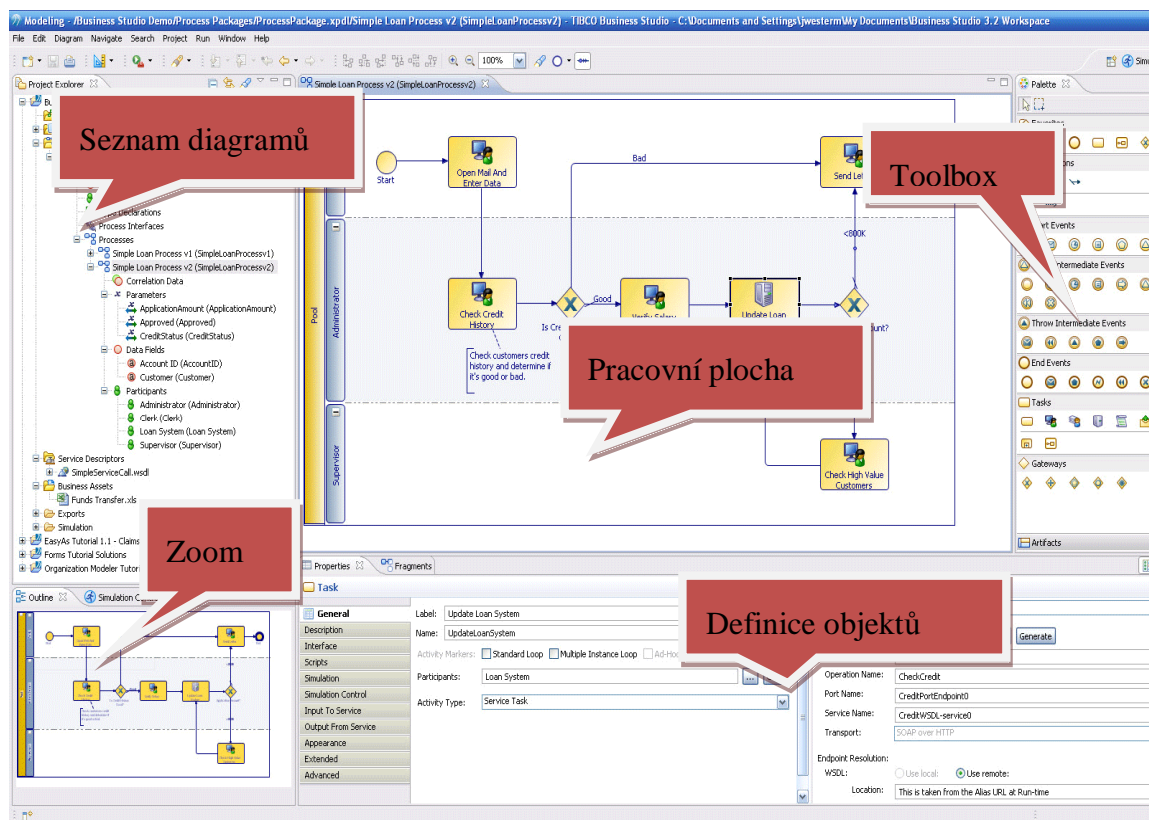 Modeling - /Business Studio Demo/Process Packages/ProcessPackage.xpdl/Simple Loan Process v2 (SimpleLoanProcessv2) - TIBCO Business Studio - C:\Documents and Settings\jwesterm\My Documents\Business Studio 3.2 Workspace
File Edit Diagram Navigate Search Project Run Window Help
100%
Simu
Project Explorer
Simple Loan Process v2 (SimpleLoanProcessv2)
Palette
Seznam diagramů
Toolbox
Declarations
Process Interfaces
Processes
Simple Loan Process v1 (SimpleLoanProcessv1)
Simple Loan Process v2 (SimpleLoanProcessv2)
Correlation Data
Parameters
ApplicationAmount (ApplicationAmount)
Approved (Approved)
CreditStatus (CreditStatus)
Data Fields
Account ID (AccountID)
Customer (Customer)
Participants
Administrator (Administrator)
Clerk (Clerk)
Loan System (Loan System)
Supervisor (Supervisor)
Service Descriptors
SimpleServiceCall.wsdl
Business Assets
Funds Transfer.xls
Exports
Simulation
EasyAs Tutorial 1.1 - Claims
Forms Tutorial Solutions
Organization Modeler Tutor
Zoom
Pool
Administrator
Supervisor
Start
Open Mail And
Enter Data
Bad
Send Let
<800K
Check Credit
History
Good
Verify Salary
Update Loan
Check customers credit
history and determine if
it's good or bad.
Pracovní plocha
Check High Value
Customers
Intermediate Events
Throw Intermediate Events
End Events
Tasks
Gateways
Artifacts
Outline
Properties
Fragments
Task
General
Description
Interface
Scripts
Simulation
Simulation Control
Input To Service
Output From Service
Appearance
Extended
Advanced
Label: Update Loan System
Name: UpdateLoanSystem
Activity Markers: Standard Loop Multiple Instance Loop Ad-Ho
Participants: Loan System
...
Activity Type: Service Task
Definice objektů
Generate
Operation Name: CheckCredit
Port Name: CreditPortEndpoint0
Service Name: CreditWSDL-service0
Transport: SOAP over HTTP
Endpoint Resolution:
WSDL: Use local: Use remote:
Location: This is taken from the Alias URL at Run-time